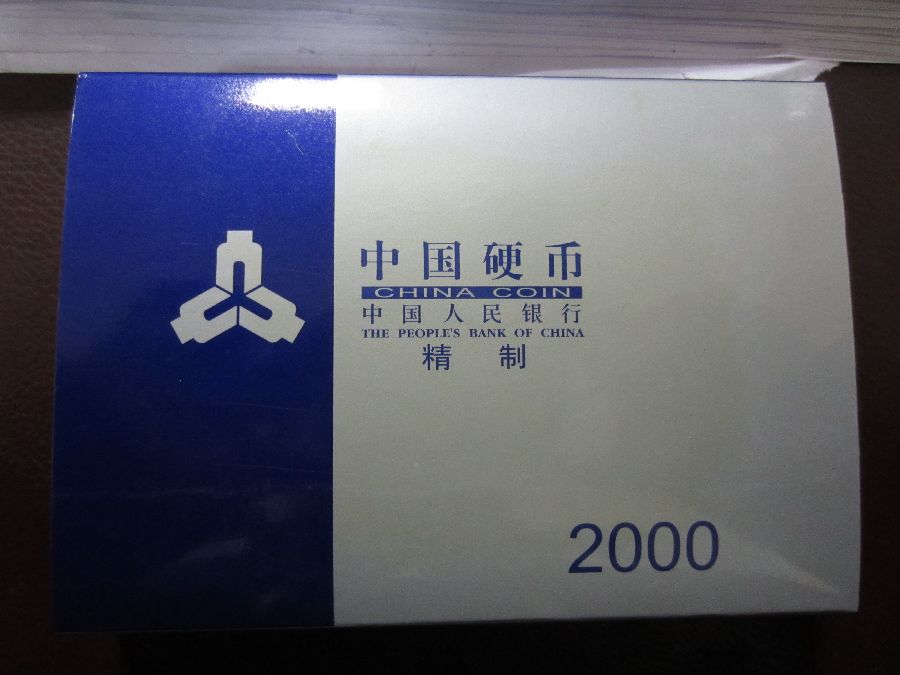 中国硬币
CHINA COIN
中国人民银行
THE PEOPLE'S BANK OF CHINA
精 制
2000